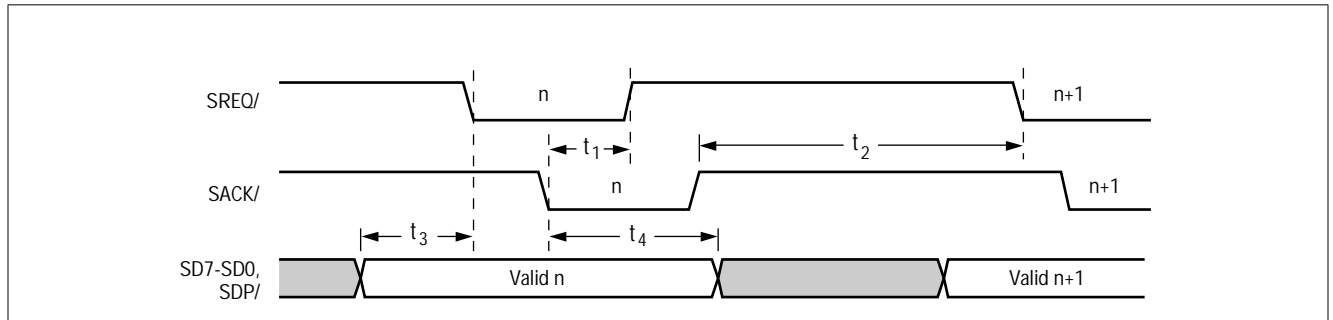 SREQ/
n
n+1
t1
t2
SACK/
n
n+1
t3
t4
SD7-SD0,
SDP/
Valid n
Valid n+1